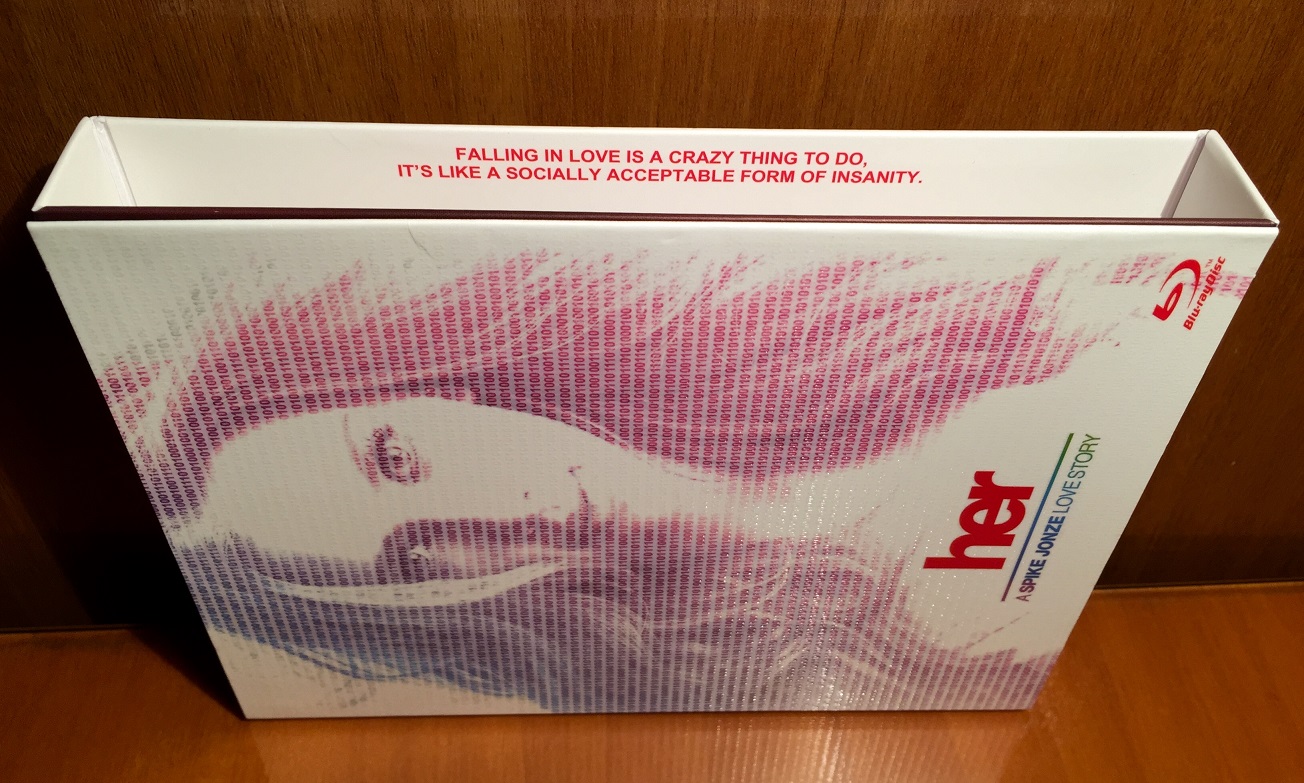 FALLING IN LOVE IS A CRAZY THING TO DO,
IT'S LIKE A SOCIALLY ACCEPTABLE FORM OF INSANITY.
Blu-ray Disc™
her
A SPIKE JONZE LOVE STORY